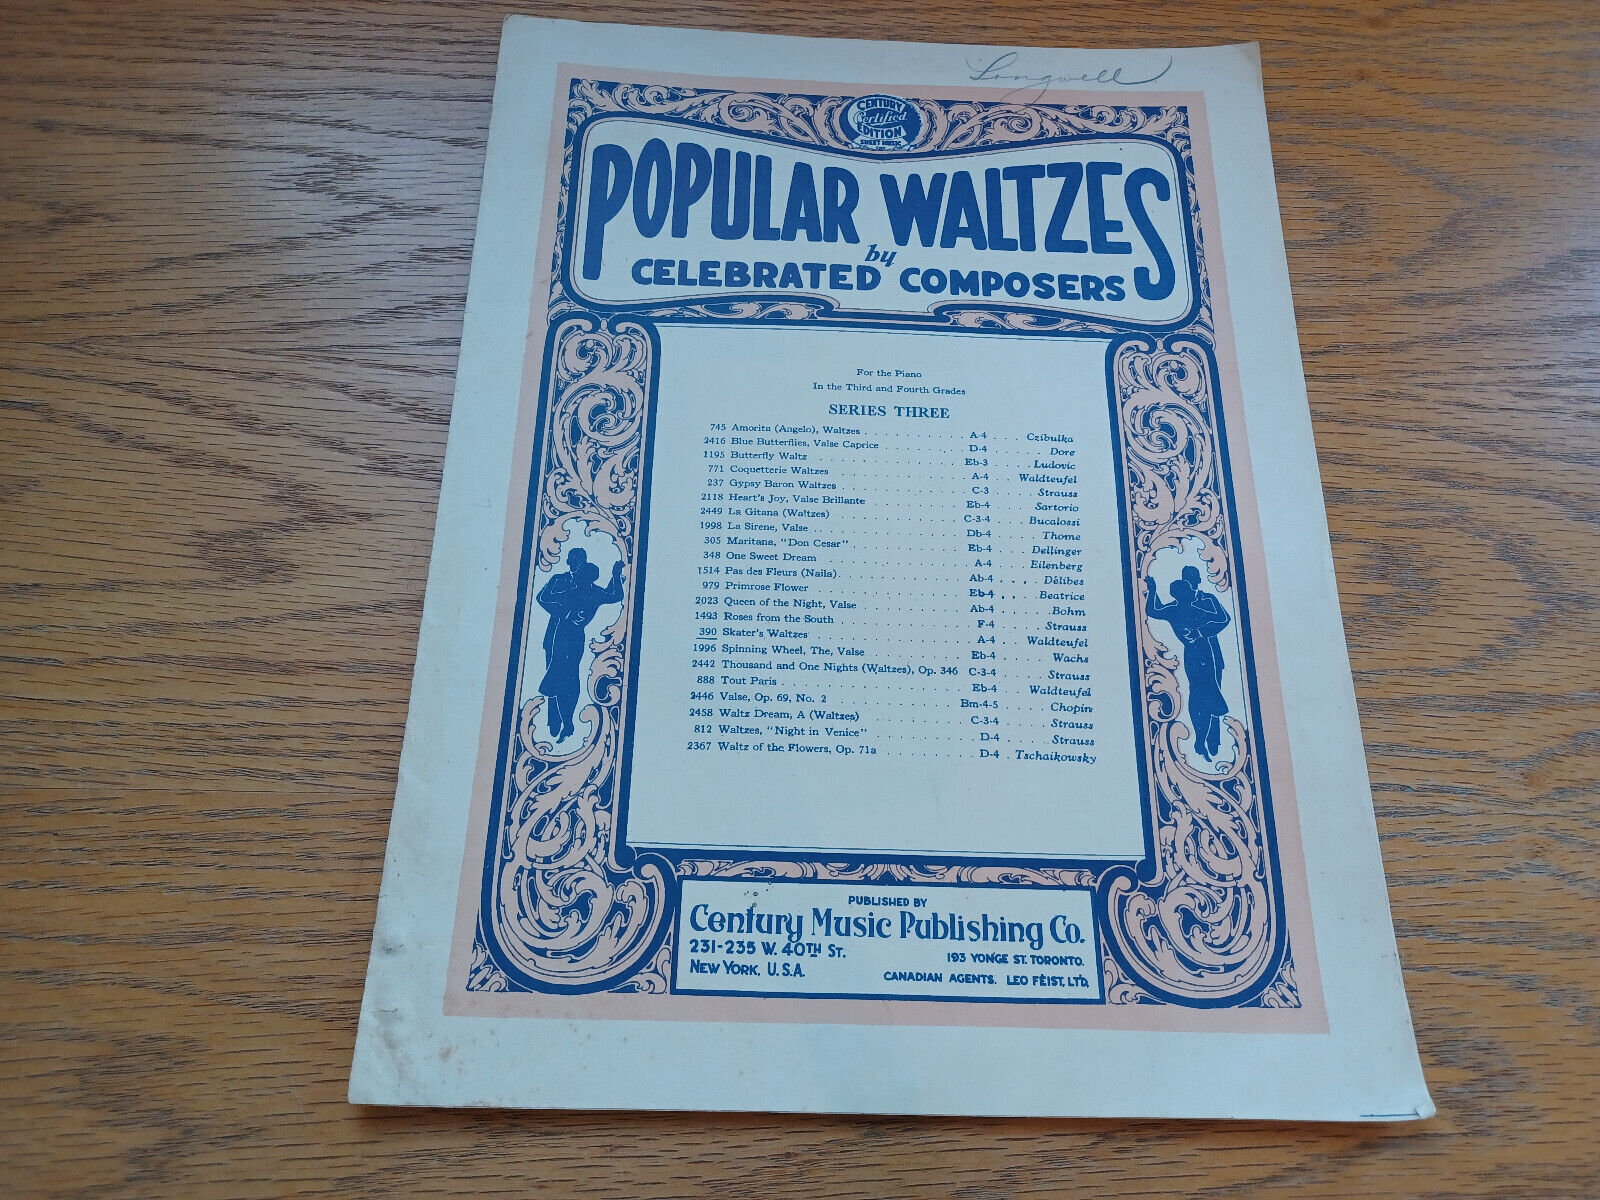 Longwell
CENTURY
Certified
EDITION
SHEET MUSIC
POPULAR WALTZES
by
CELEBRATED COMPOSERS
For the Piano
In the Third and Fourth Grades
SERIES THREE
745 Amorita (Angelo), Waltzes . . . . . . . . . . . A-4 . . . Czibulka
2416 Blue Butterflies, Valse Caprice . . . . . . . . . D-4 . . . . Dore
1195 Butterfly Waltz . . . . . . . . . . . . . . . Eb-3 . . . Ludovic
771 Coquetterie Waltzes . . . . . . . . . . . . . A-4 . . Waldteufel
237 Gypsy Baron Waltzes . . . . . . . . . . . . C-3 . . . . Strauss
2118 Heart's Joy, Valse Brillante . . . . . . . . . Eb-4 . . . Sartorio
2449 La Gitana (Waltzes) . . . . . . . . . . . . C-3-4 . . . Bucalossi
1998 La Sirene, Valse . . . . . . . . . . . . . . Db-4 . . . . Thome
305 Maritana, "Don Cesar" . . . . . . . . . . . Eb-4 . . . Dellinger
348 One Sweet Dream . . . . . . . . . . . . . . A-4 . . . Eilenberg
1514 Pas des Fleurs (Naila) . . . . . . . . . . . Ab-4 . . . Délibes
979 Primrose Flower . . . . . . . . . . . . . . Eb-4 . . . Beatrice
2023 Queen of the Night, Valse . . . . . . . . . Ab-4 . . . . Bohm
1493 Roses from the South . . . . . . . . . . . F-4 . . . . Strauss
390 Skater's Waltzes . . . . . . . . . . . . . . A-4 . . Waldteufel
1996 Spinning Wheel, The, Valse . . . . . . . . Eb-4 . . . . Wachs
2442 Thousand and One Nights (Waltzes), Op. 346 C-3-4 . . . Strauss
888 Tout Paris . . . . . . . . . . . . . . . . Eb-4 . . Waldteufel
2446 Valse, Op. 69, No. 2 . . . . . . . . . . . Bm-4-5 . . . Chopin
2458 Waltz Dream, A (Waltzes) . . . . . . . . . C-3-4 . . . Strauss
812 Waltzes, "Night in Venice" . . . . . . . . . D-4 . . . . Strauss
2367 Waltz of the Flowers, Op. 71a . . . . . . . . D-4 . Tschaikowsky
PUBLISHED BY
Century Music Publishing Co.
231-235 W. 40TH ST. 193 YONGE ST. TORONTO.
NEW YORK, U.S.A. CANADIAN AGENTS. LEO FEIST, LT'D,